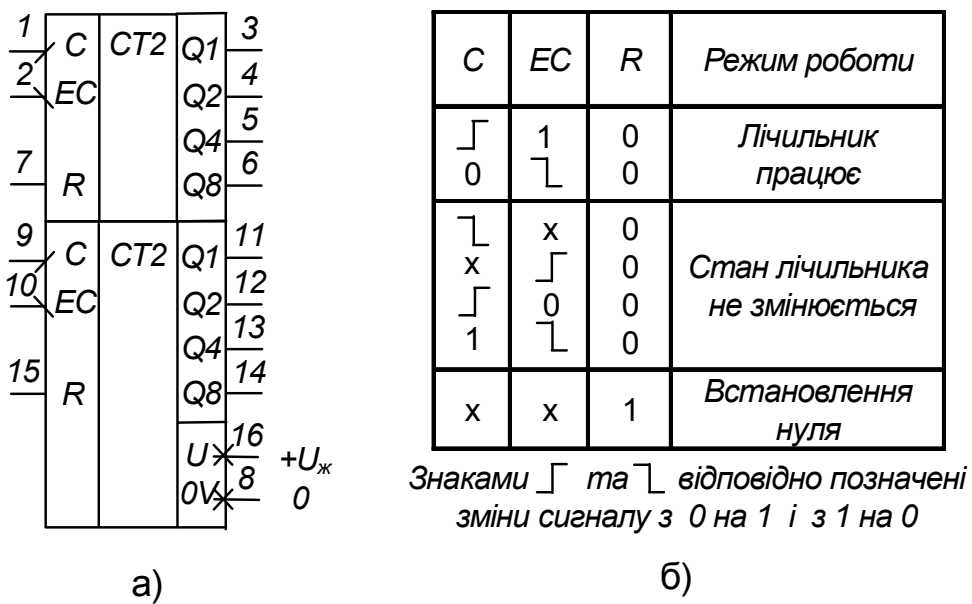 1 C CT2 Q1 3
2 EC Q2 4
Q4 5
7 R Q8 6
9 C CT2 Q1 11
10 EC Q2 12
Q4 13
15 R Q8 14
U 16 +Uж
0V 8 0
а)
C EC R Режим роботи
1 0 Лічильник
0 0 працює
x 0
x 0 Стан лічильника
0 0 не змінюється
1 0
x x 1 Встановлення
нуля
Знаками та відповідно позначені
зміни сигналу з 0 на 1 і з 1 на 0
б)